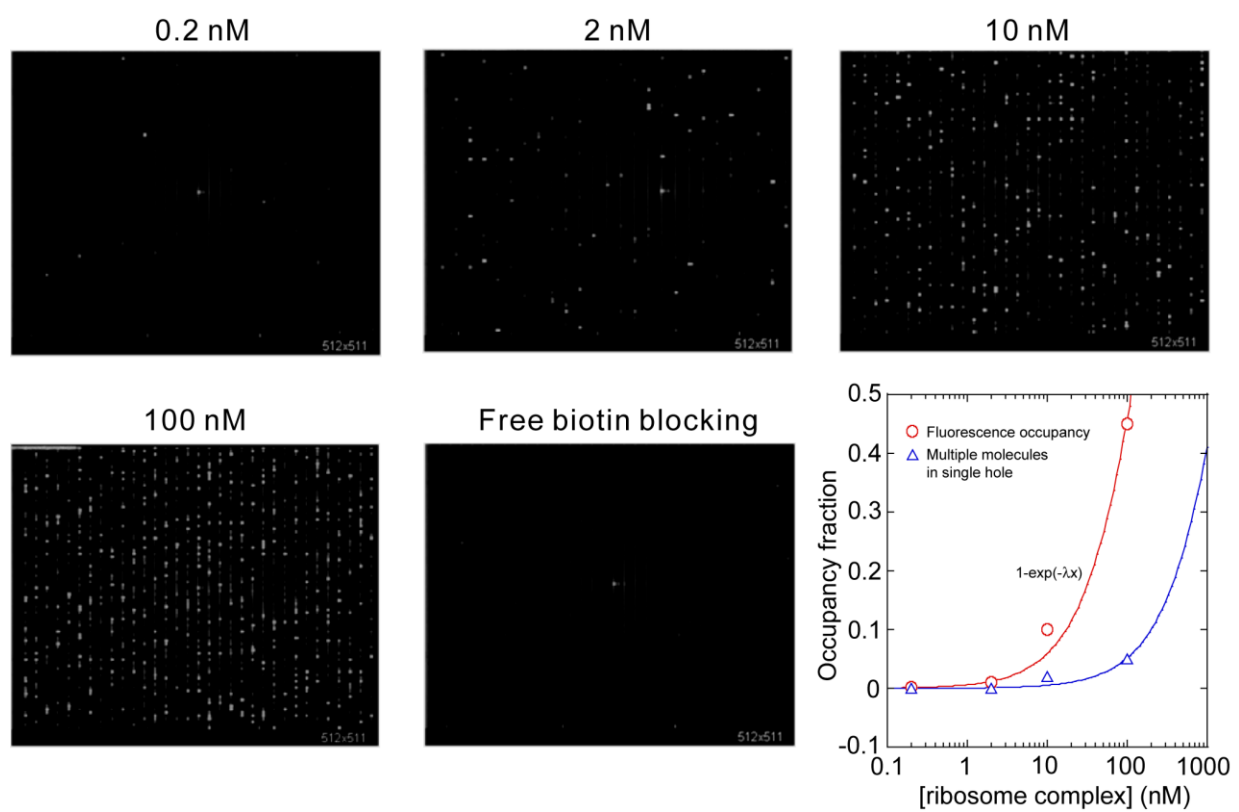 0.2 nM
2 nM
10 nM
512x511
512x511
512x511
100 nM
Free biotin blocking
512x511
512x511
0.5
0.4
0.3
0.2
0.1
0
-0.1
Occupancy fraction
Fluorescence occupancy
Multiple molecules
in single hole
1-exp(-λx)
0.1
1
10
100
1000
[ribosome complex] (nM)